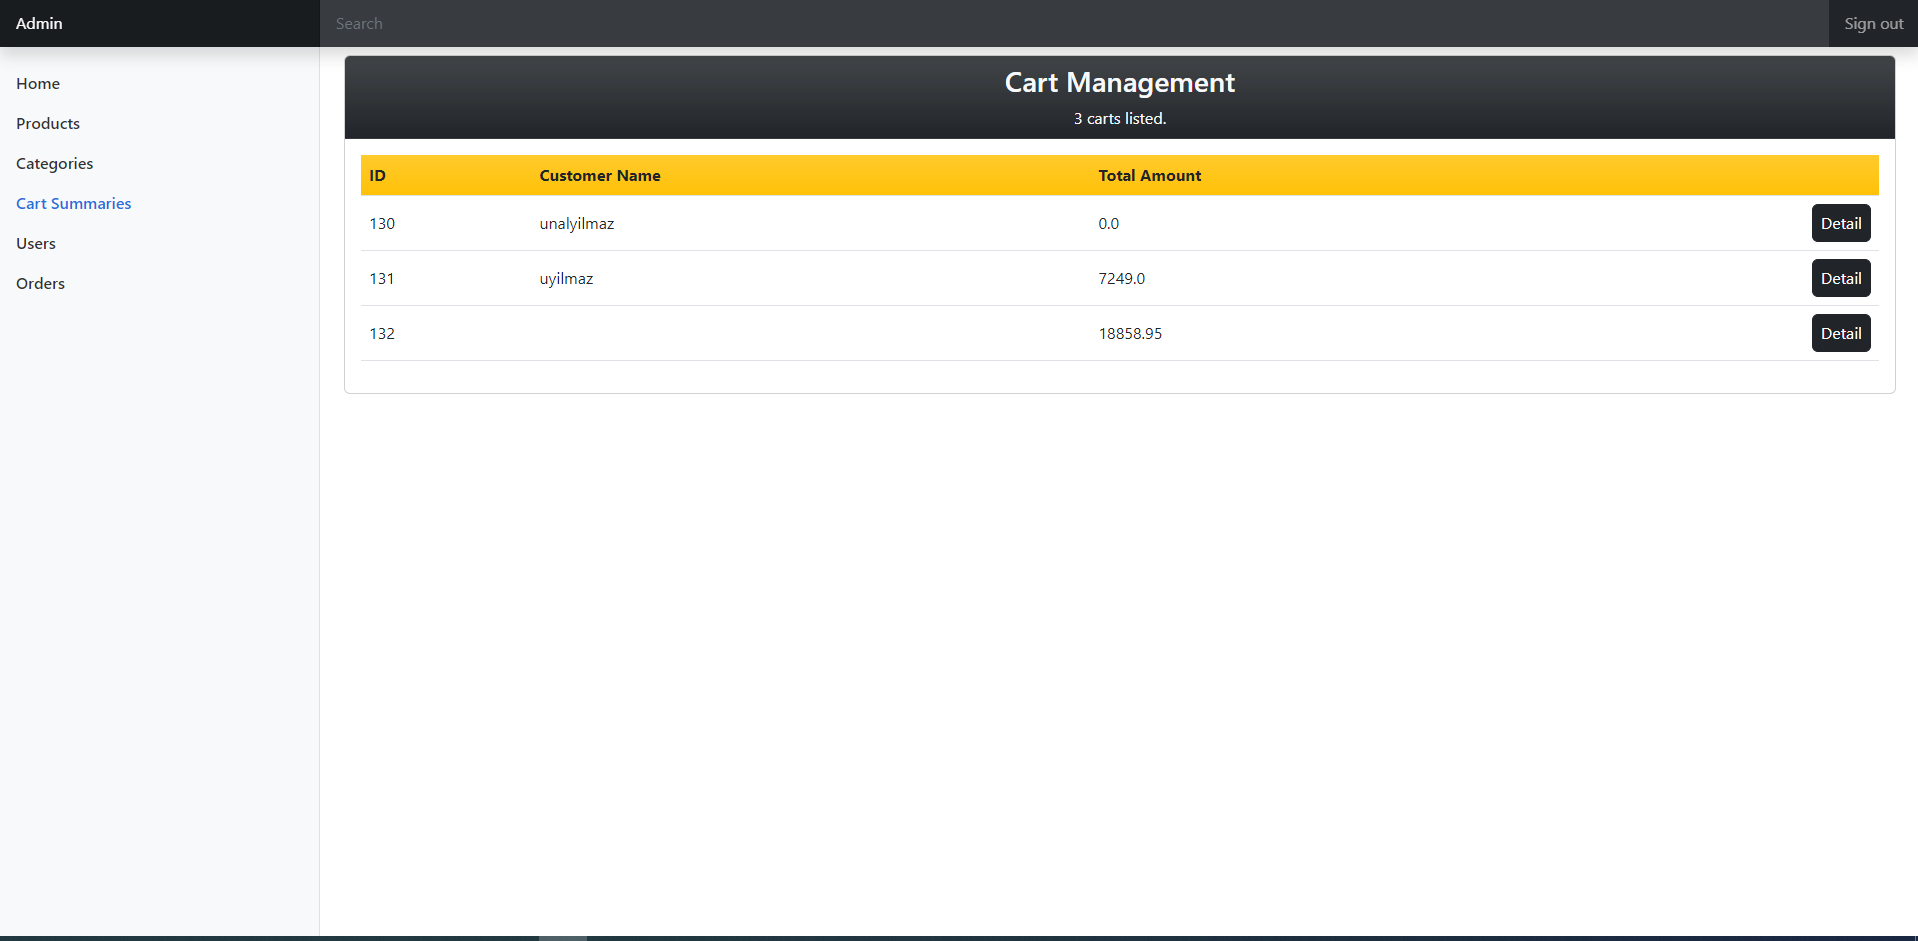 Admin
Search
Sign out
Home
Products
Categories
Cart Summaries
Users
Orders
Cart Management
3 carts listed.
ID Customer Name Total Amount
130 unalyilmaz 0.0 Detail
131 uyilmaz 7249.0 Detail
132 18858.95 Detail